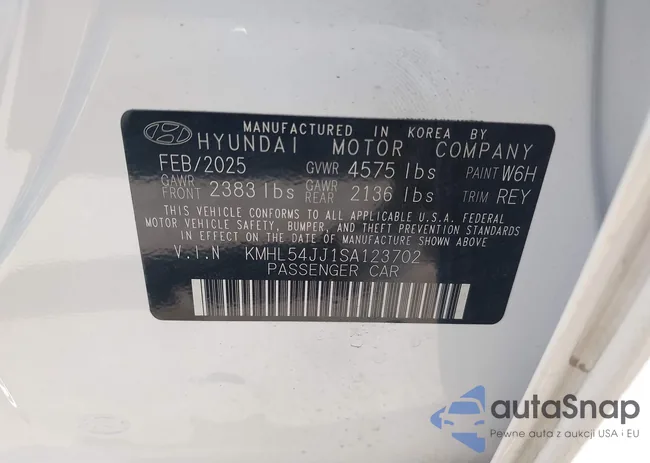 MANUFACTURED IN KOREA BY
HYUNDAI MOTOR COMPANY
FEB/2025 GVWR 4575 lbs PAINT W6H
GAWR FRONT 2383 lbs GAWR REAR 2136 lbs TRIM REY
THIS VEHICLE CONFORMS TO ALL APPLICABLE U.S.A. FEDERAL
MOTOR VEHICLE SAFETY, BUMPER, AND THEFT PREVENTION STANDARDS
IN EFFECT ON THE DATE OF MANUFACTURE SHOWN ABOVE
V.I.N KMHL54JJ1SA123702
PASSENGER CAR
autaSnap
Pewne auta z aukcji USA i EU